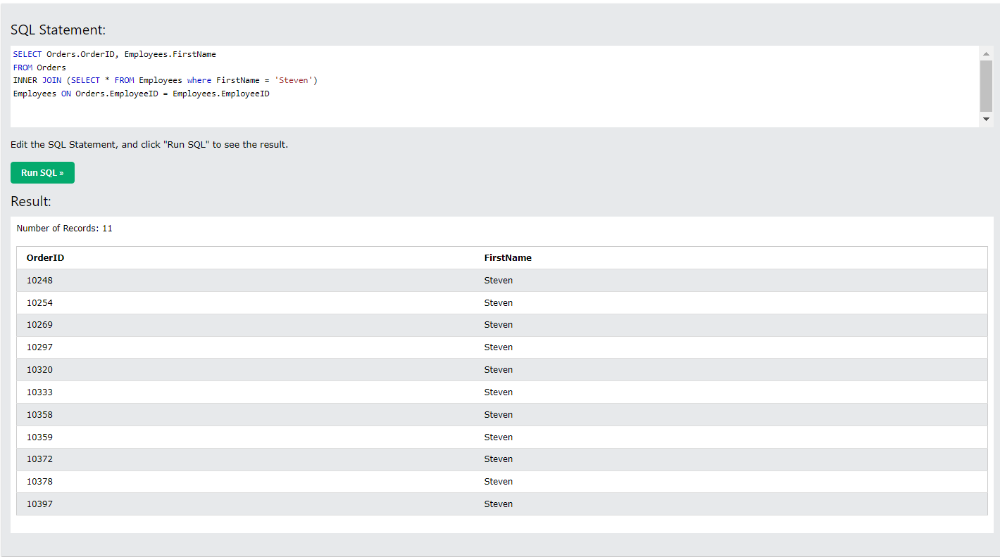 SQL Statement:
SELECT Orders.OrderID, Employees.FirstName
FROM Orders
INNER JOIN (SELECT * FROM Employees where FirstName = 'Steven')
Employees ON Orders.EmployeeID = Employees.EmployeeID
Edit the SQL Statement, and click "Run SQL" to see the result.
Run SQL »
Result:
Number of Records: 11
OrderID FirstName
10248 Steven
10254 Steven
10269 Steven
10297 Steven
10320 Steven
10333 Steven
10358 Steven
10359 Steven
10372 Steven
10378 Steven
10397 Steven